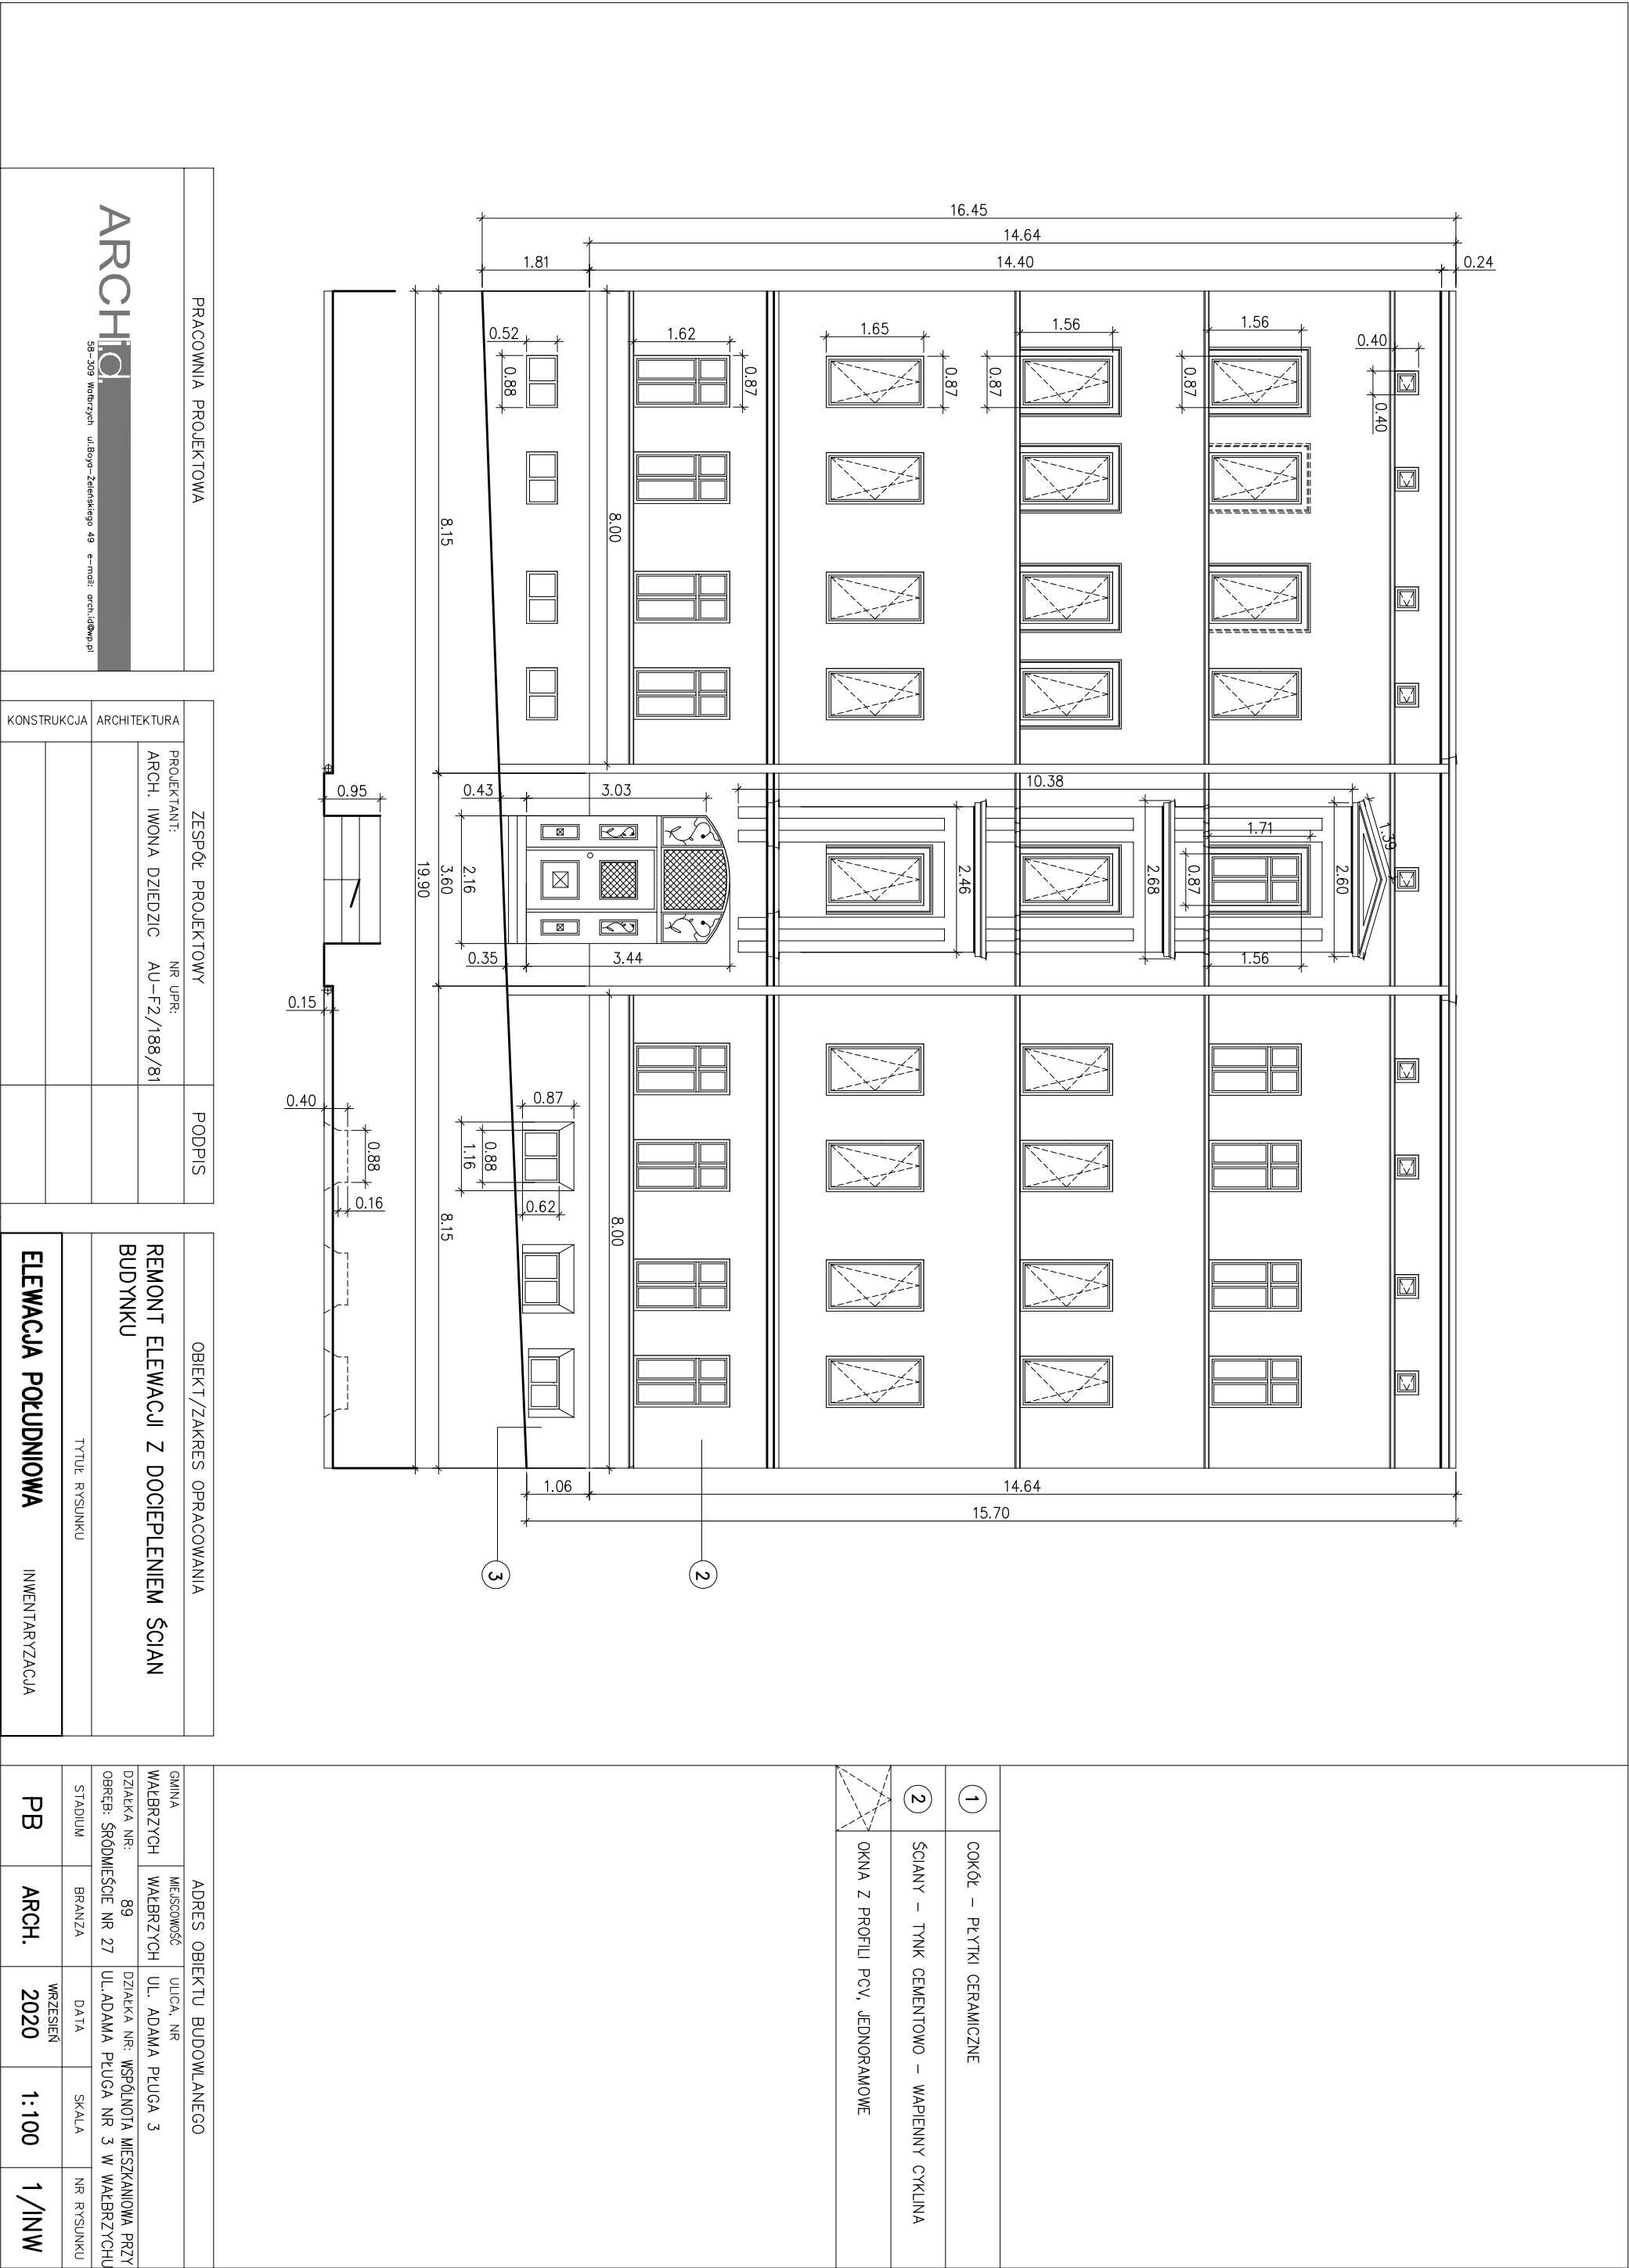 16.45
14.64
1.81
14.40
0.24
0.52
0.88
1.62
0.87
1.65
0.87
1.56
0.87
1.56
0.87
0.40
0.40
8.00
8.15
0.95
0.43
3.03
10.38
1.39
1.71
0.87
2.60
2.68
2.46
1.56
2.16
3.60
19.90
0.35
3.44
0.15
0.40
0.88
0.16
0.87
0.88
1.16
0.62
8.00
8.15
1.06
14.64
15.70
3
2
1 COKÓŁ – PŁYTKI CERAMICZNE
2 ŚCIANY – TYNK CEMENTOWO – WAPIENNY CYKLINA
OKNA Z PROFILI PCV, JEDNORAMOWE
PRACOWNIA PROJEKTOWA
ARCHi.d.
58–309 Wałbrzych ul.Boya–Żeleńskiego 49 e–mail: arch.id@wp.pl
ZESPÓŁ PROJEKTOWY
PODPIS
ARCHITEKTURA
PROJEKTANT:
NR UPR:
ARCH. IWONA DZIEDZIC AU–F2/188/81
KONSTRUKCJA
OBIEKT/ZAKRES OPRACOWANIA
REMONT ELEWACJI Z DOCIEPLENIEM ŚCIAN
BUDYNKU
TYTUŁ RYSUNKU
ELEWACJA POŁUDNIOWA INWENTARYZACJA
ADRES OBIEKTU BUDOWLANEGO
GMINA
WAŁBRZYCH
MIEJSCOWOŚĆ
WAŁBRZYCH
ULICA, NR
UL. ADAMA PŁUGA 3
DZIAŁKA NR: 89
OBRĘB: ŚRÓDMIEŚCIE NR 27
DZIAŁKA NR: WSPÓLNOTA MIESZKANIOWA PRZY
UL.ADAMA PŁUGA NR 3 W WAŁBRZYCHU
STADIUM
BRANZA
DATA
SKALA
NR RYSUNKU
PB
ARCH.
WRZESIEŃ
2020
1:100
1/INW